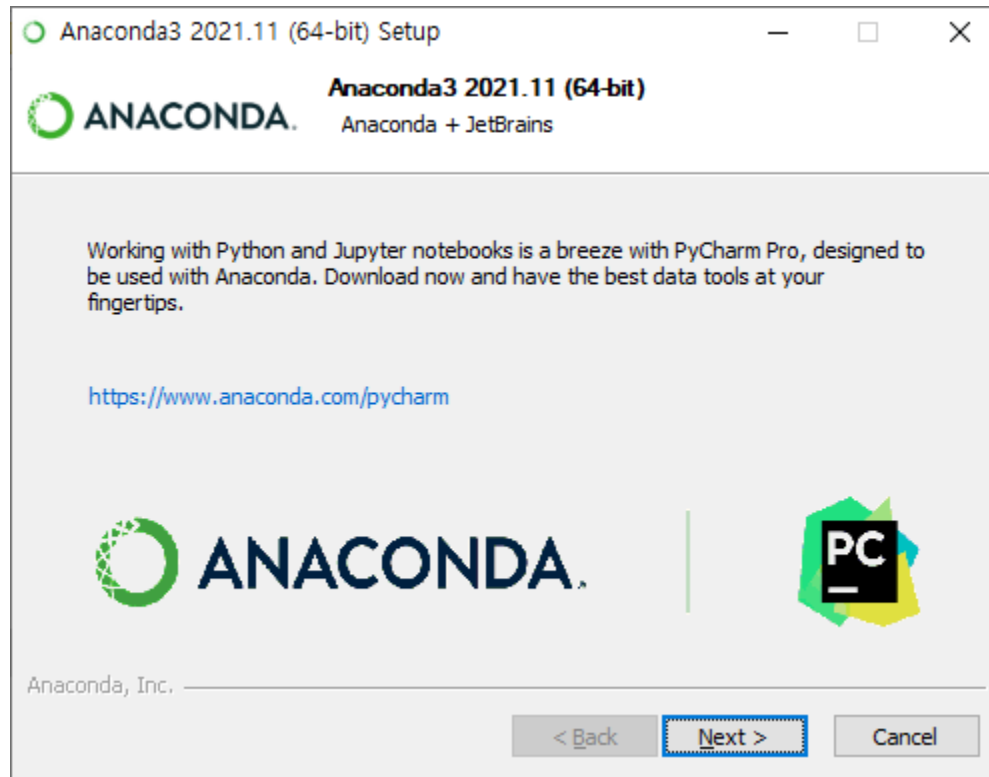 Anaconda3 2021.11 (64-bit) Setup
ANACONDA.
Anaconda3 2021.11 (64-bit)
Anaconda + JetBrains
Working with Python and Jupyter notebooks is a breeze with PyCharm Pro, designed to
be used with Anaconda. Download now and have the best data tools at your
fingertips.
https://www.anaconda.com/pycharm
ANACONDA.
PC
Anaconda, Inc.
< Back
Next >
Cancel